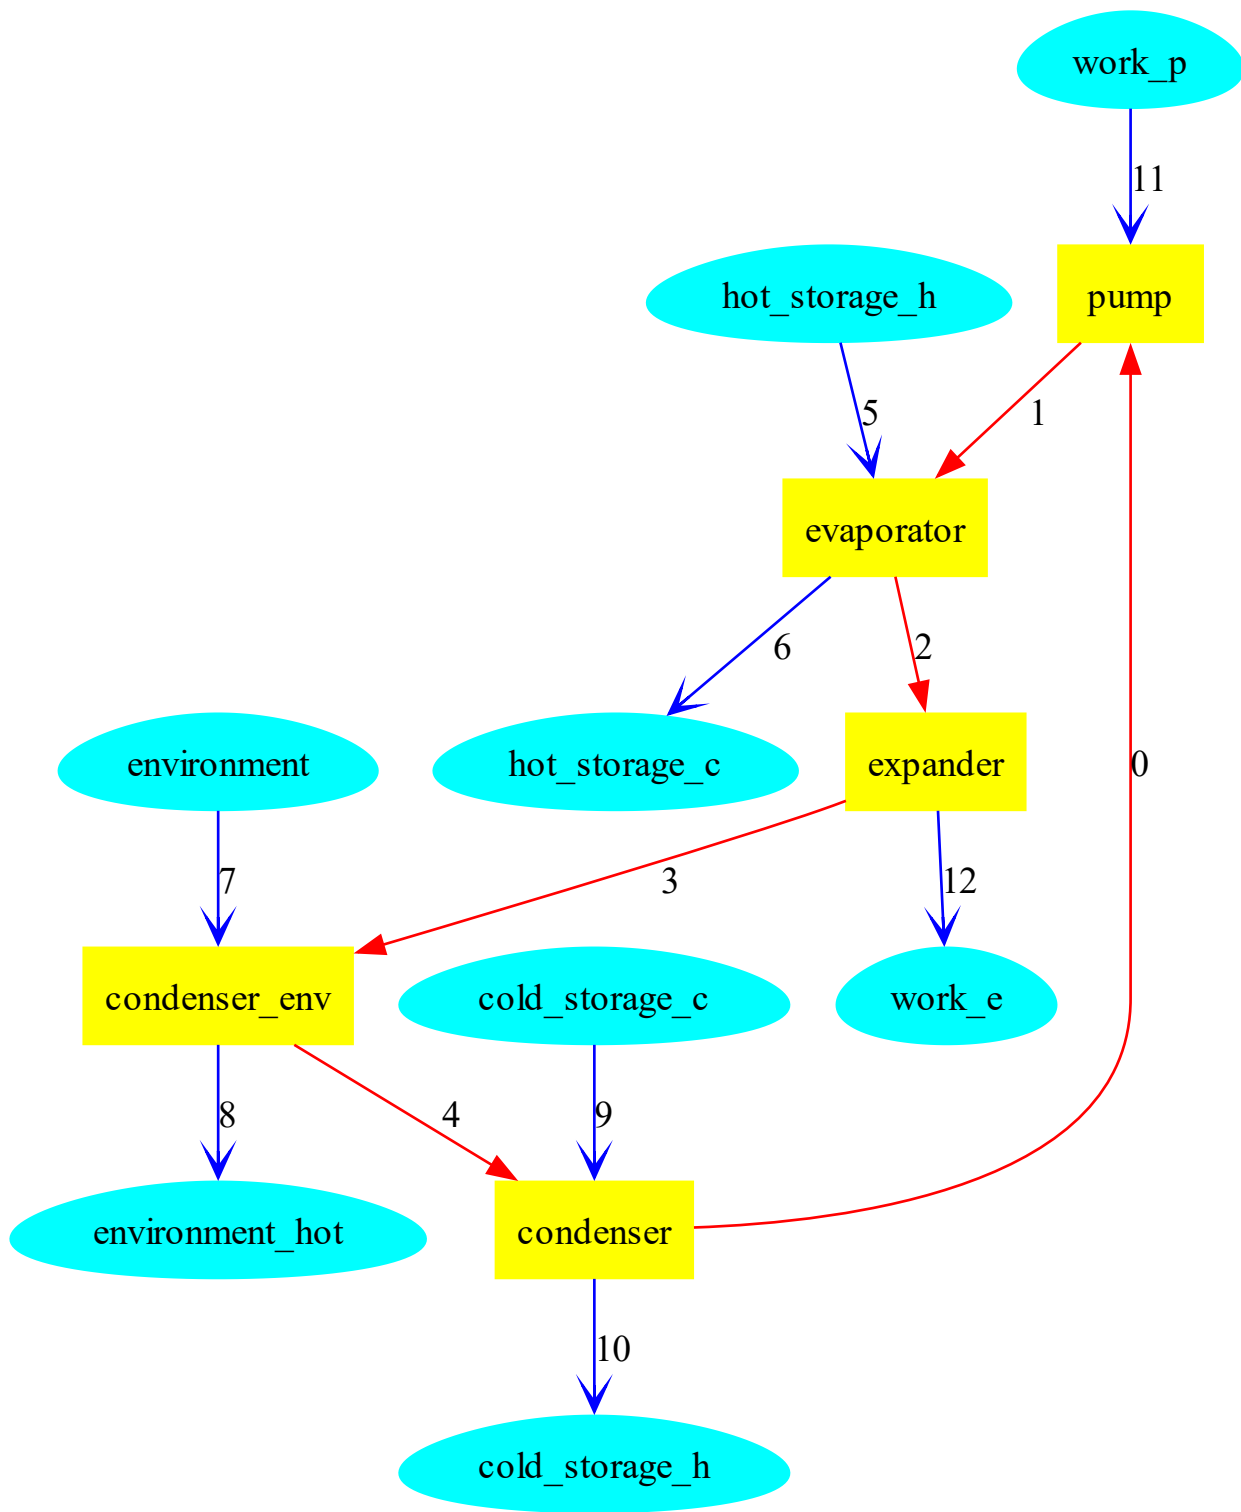 work_p
11
hot_storage_h
pump
5
1
evaporator
6
2
environment
hot_storage_c
expander
0
7
3
12
condenser_env
cold_storage_c
work_e
8
4
9
environment_hot
condenser
10
cold_storage_h